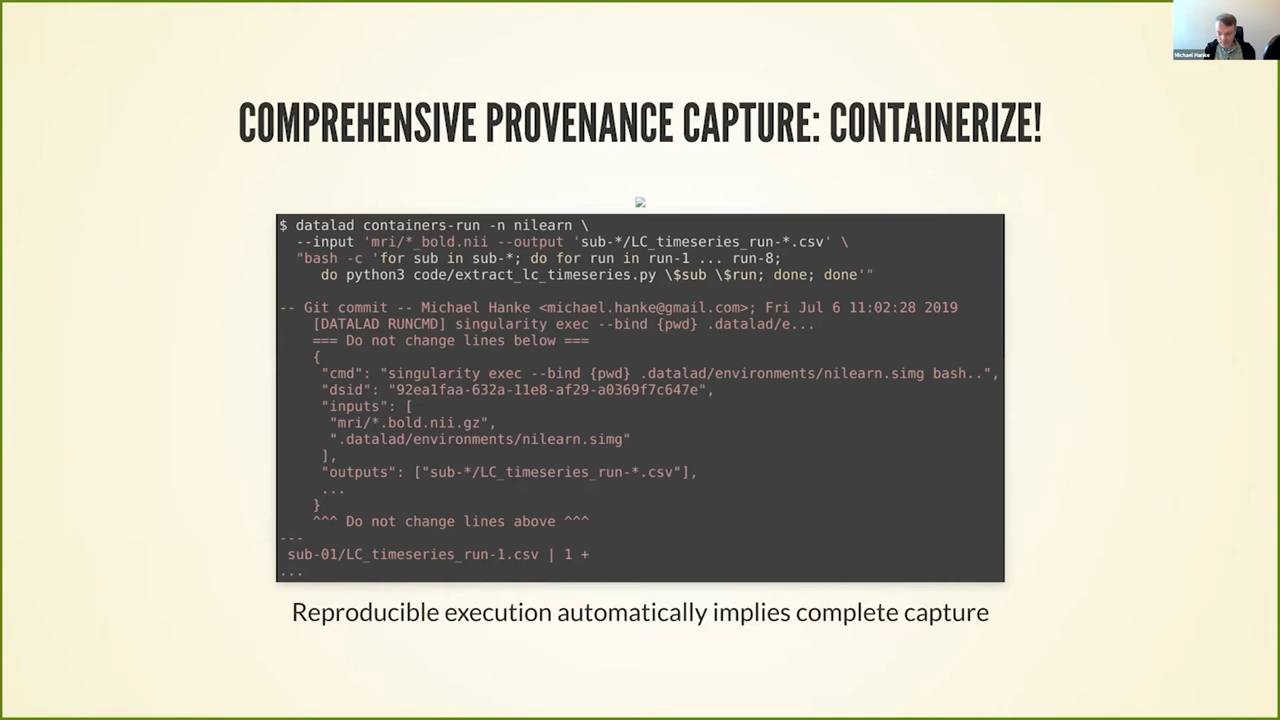 Michael Hanke
COMPREHENSIVE PROVENANCE CAPTURE: CONTAINERIZE!
$ datalad containers-run -n nilearn \
--input 'mri/*_bold.nii --output 'sub-*/LC_timeseries_run-*.csv' \
"bash -c 'for sub in sub-*; do for run in run-1 ... run-8;
do python3 code/extract_lc_timeseries.py \$sub \$run; done; done'"
-- Git commit -- Michael Hanke <michael.hanke@gmail.com>; Fri Jul 6 11:02:28 2019
[DATALAD RUNCMD] singularity exec --bind {pwd} .datalad/e...
=== Do not change lines below ===
{
"cmd": "singularity exec --bind {pwd} .datalad/environments/nilearn.simg bash..",
"dsid": "92ea1faa-632a-11e8-af29-a0369f7c647e",
"inputs": [
"mri/*.bold.nii.gz",
".datalad/environments/nilearn.simg"
],
"outputs": ["sub-*/LC_timeseries_run-*.csv"],
...
}
^^^ Do not change lines above ^^^
---
sub-01/LC_timeseries_run-1.csv | 1 +
...
Reproducible execution automatically implies complete capture